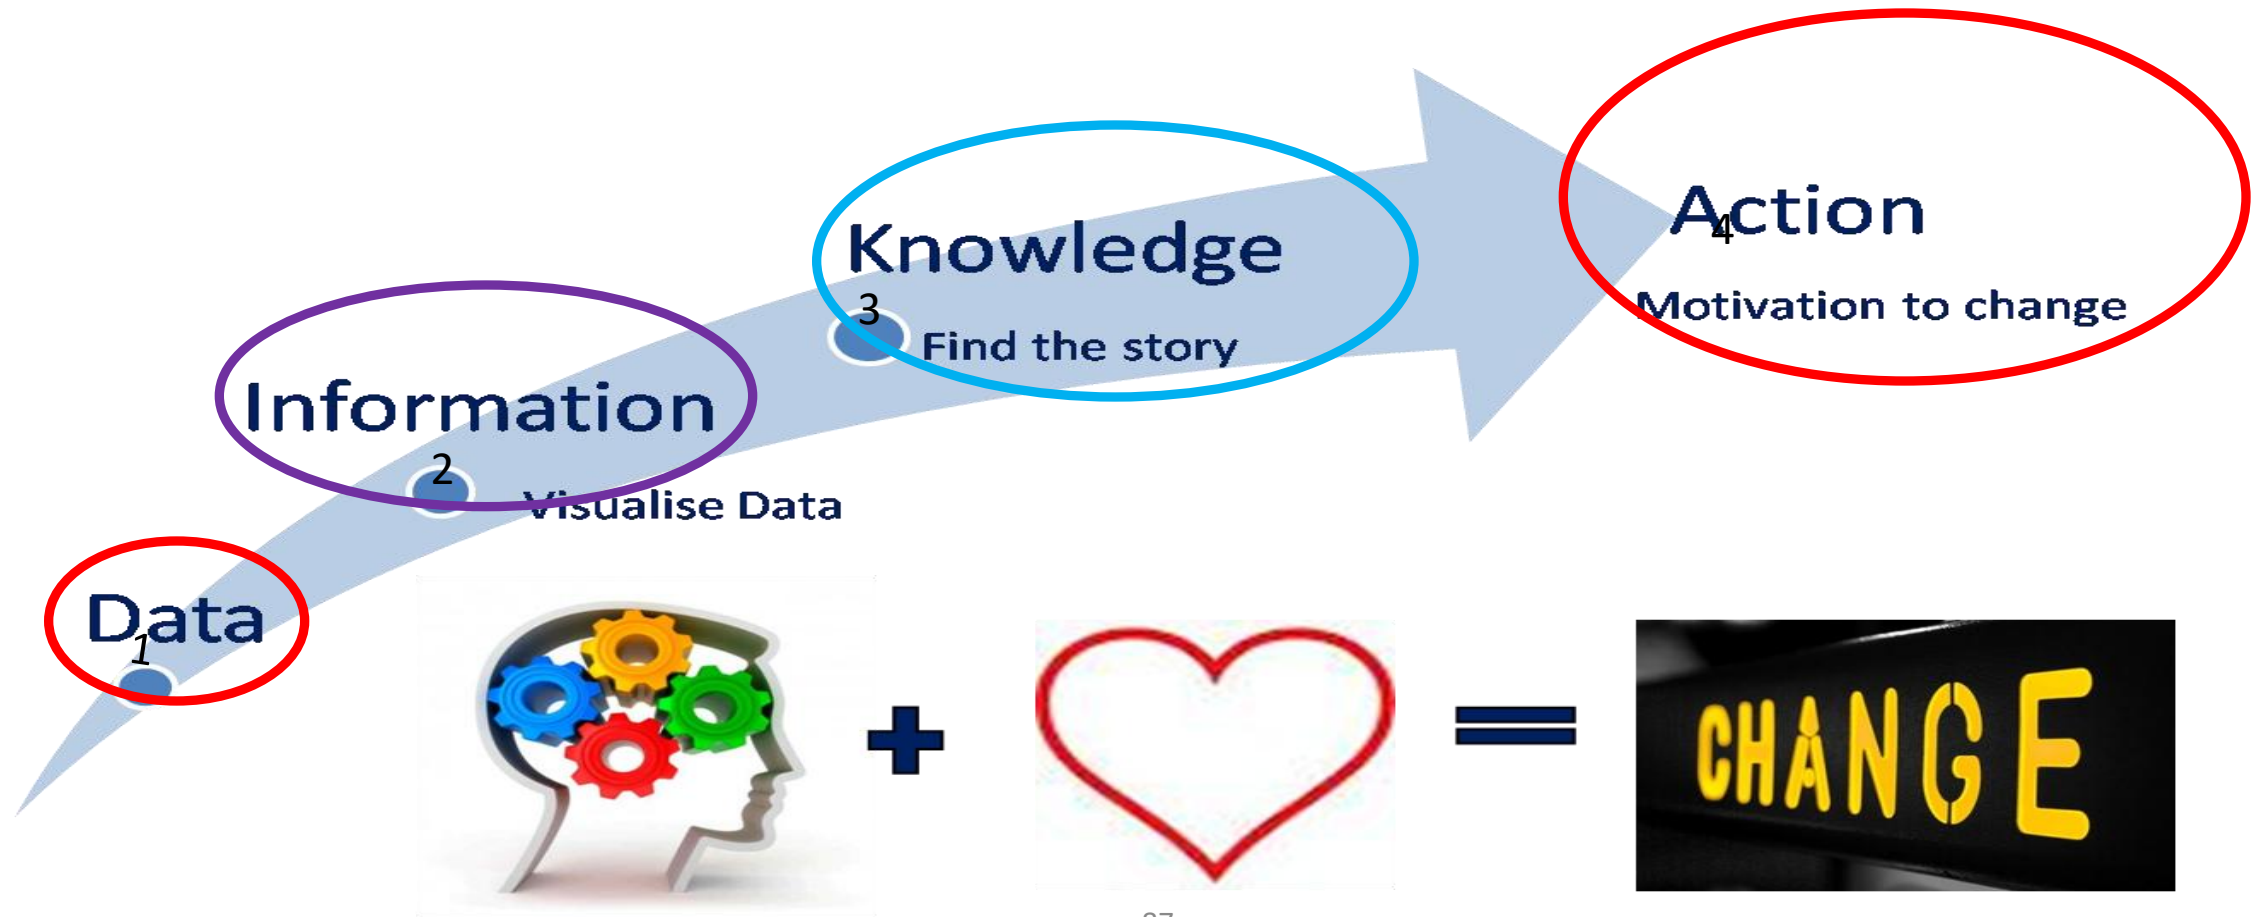 Data
1
Information
2
Visualise Data
Knowledge
3
Find the story
Action
4
Motivation to change
CHANGE